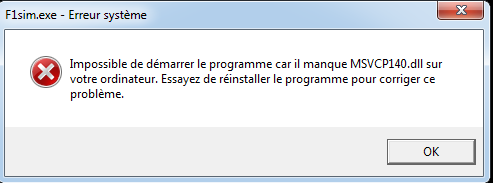 F1sim.exe - Erreur système
Impossible de démarrer le programme car il manque MSVCP140.dll sur
votre ordinateur. Essayez de réinstaller le programme pour corriger ce
problème.
OK